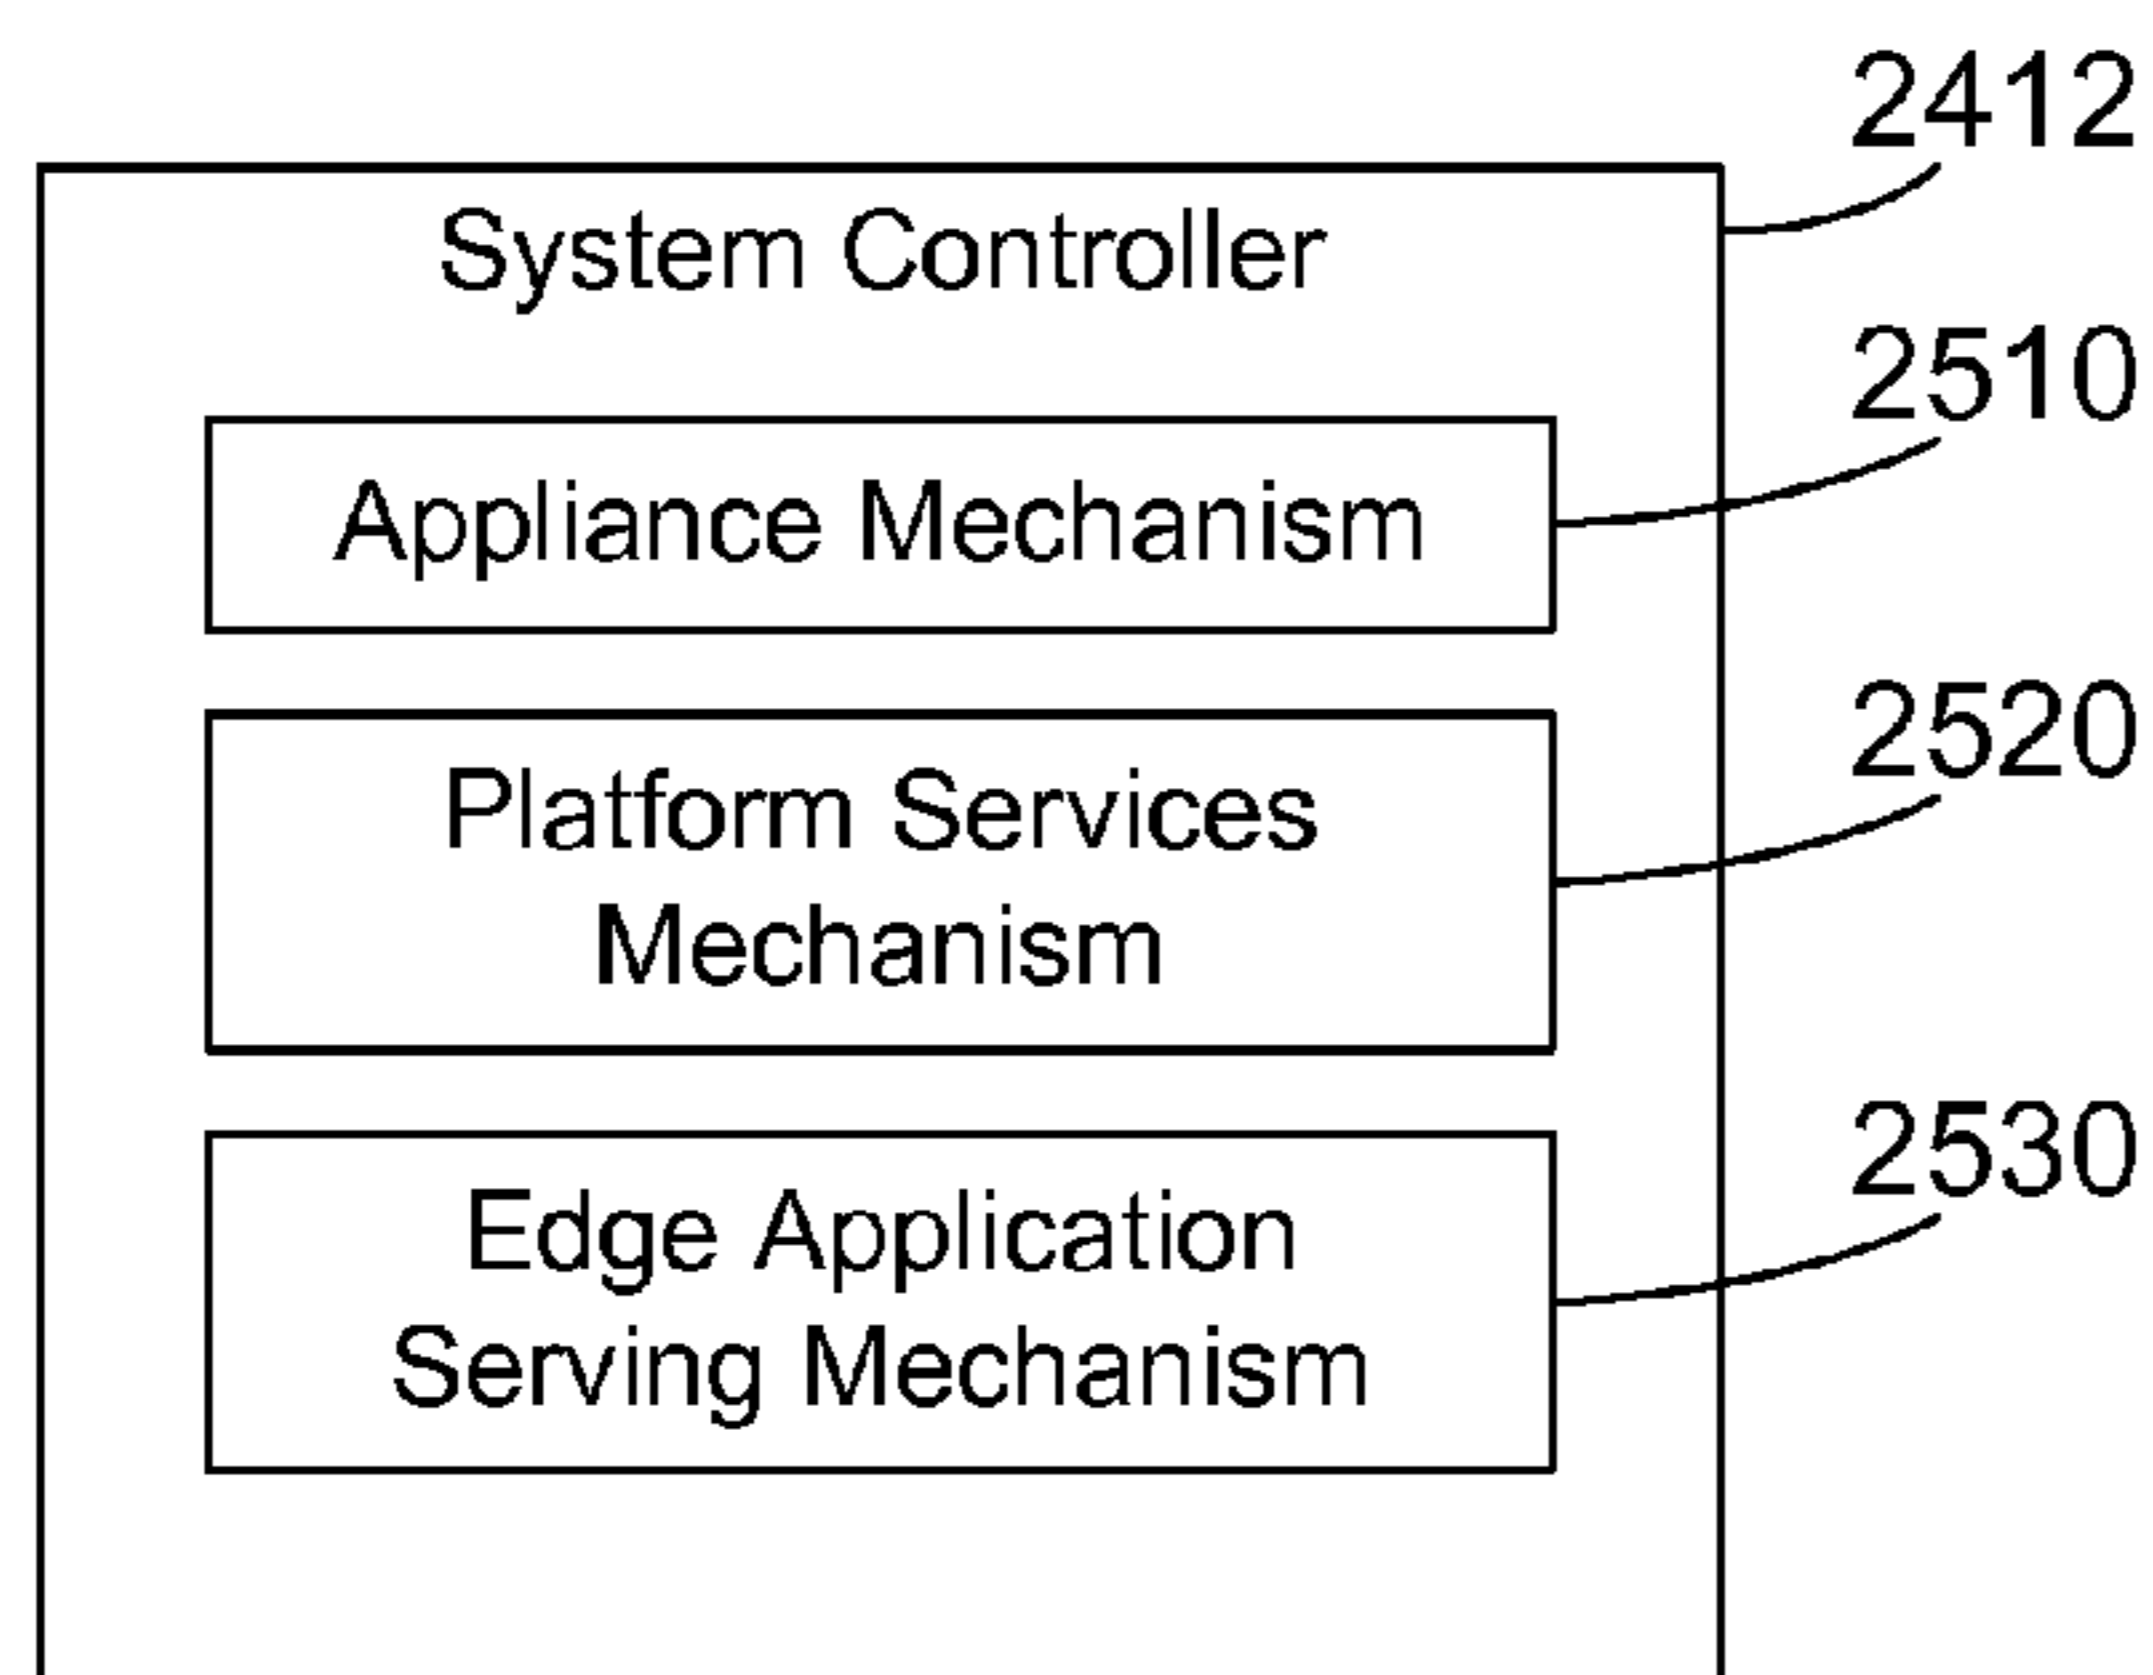 2412
System Controller
2510
Appliance Mechanism
2520
Platform Services
Mechanism
2530
Edge Application
Serving Mechanism